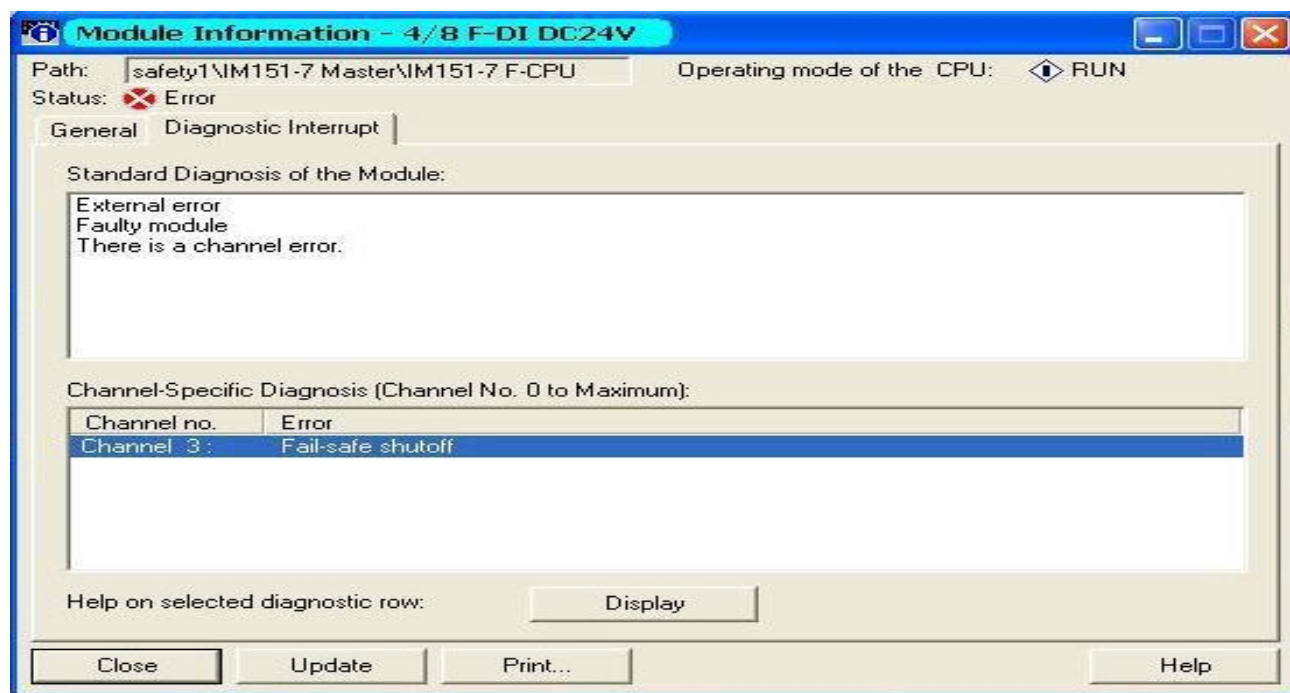 Module Information - 4/8 F-DI DC24V
Path: safety1\IM151-7 Master\IM151-7 F-CPU Operating mode of the CPU: RUN
Status: Error
General Diagnostic Interrupt
Standard Diagnosis of the Module:
External error
Faulty module
There is a channel error.
Channel-Specific Diagnosis (Channel No. 0 to Maximum):
Channel no. Error
Channel 3 : Fail-safe shutoff
Help on selected diagnostic row: Display
Close Update Print... Help